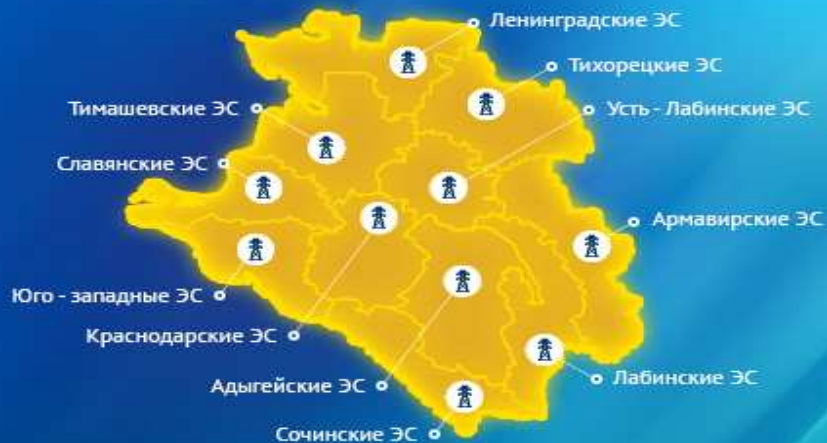 Ленинградские ЭС
Тихорецкие ЭС
Тимашевские ЭС
Усть - Лабинские ЭС
Славянские ЭС
Армавирские ЭС
Юго - западные ЭС
Краснодарские ЭС
Адыгейские ЭС
Лабинские ЭС
Сочинские ЭС